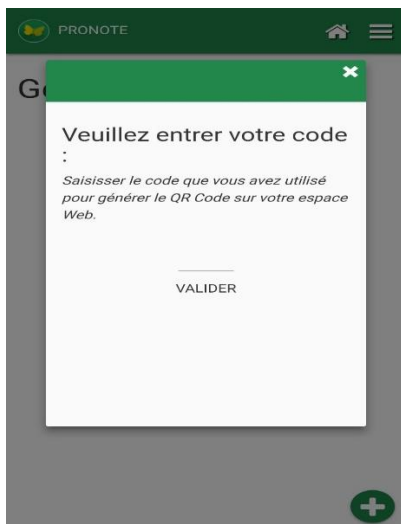 PRONOTE
Ge
Veuillez entrer votre code
:
Saisisser le code que vous avez utilisé
pour générer le QR Code sur votre espace
Web.
VALIDER